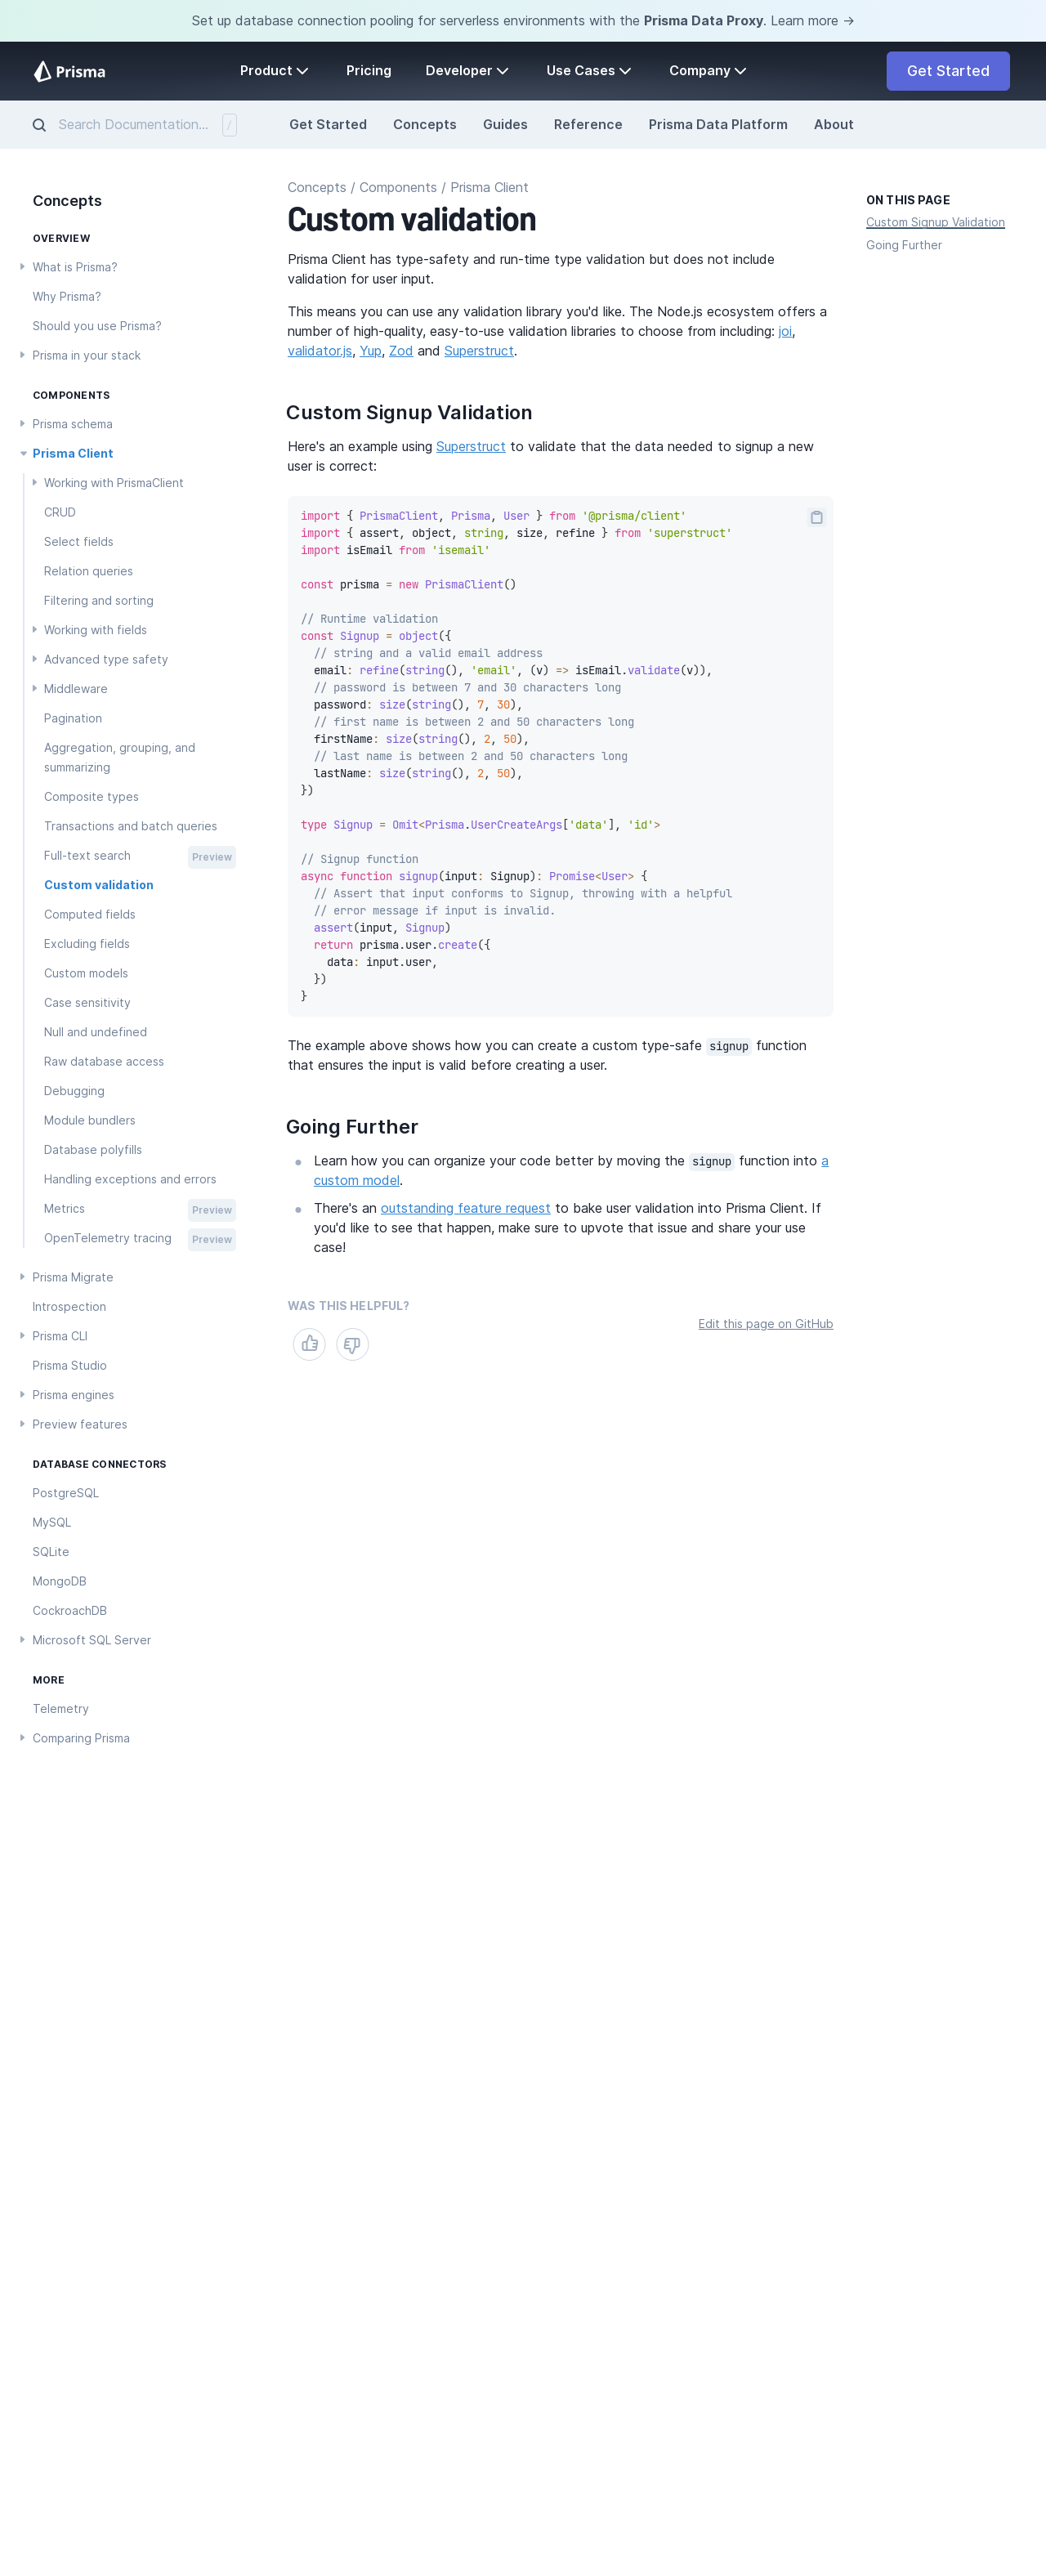 Set up database connection pooling for serverless environments with the Prisma Data Proxy. Learn more →
Prisma
Product
Pricing
Developer
Use Cases
Company
Get Started
Search Documentation...
/
Get Started
Concepts
Guides
Reference
Prisma Data Platform
About
Concepts
OVERVIEW
What is Prisma?
Why Prisma?
Should you use Prisma?
Prisma in your stack
COMPONENTS
Prisma schema
Prisma Client
Working with PrismaClient
CRUD
Select fields
Relation queries
Filtering and sorting
Working with fields
Advanced type safety
Middleware
Pagination
Aggregation, grouping, and
summarizing
Composite types
Transactions and batch queries
Full-text search Preview
Custom validation
Computed fields
Excluding fields
Custom models
Case sensitivity
Null and undefined
Raw database access
Debugging
Module bundlers
Database polyfills
Handling exceptions and errors
Metrics Preview
OpenTelemetry tracing Preview
Prisma Migrate
Introspection
Prisma CLI
Prisma Studio
Prisma engines
Preview features
DATABASE CONNECTORS
PostgreSQL
MySQL
SQLite
MongoDB
CockroachDB
Microsoft SQL Server
MORE
Telemetry
Comparing Prisma
Concepts / Components / Prisma Client
Custom validation
Prisma Client has type-safety and run-time type validation but does not include
validation for user input.
This means you can use any validation library you'd like. The Node.js ecosystem offers a
number of high-quality, easy-to-use validation libraries to choose from including: joi,
validator.js, Yup, Zod and Superstruct.
Custom Signup Validation
Here's an example using Superstruct to validate that the data needed to signup a new
user is correct:
import { PrismaClient, Prisma, User } from '@prisma/client'
import { assert, object, string, size, refine } from 'superstruct'
import isEmail from 'isemail'
const prisma = new PrismaClient()
// Runtime validation
const Signup = object({
// string and a valid email address
email: refine(string(), 'email', (v) => isEmail.validate(v)),
// password is between 7 and 30 characters long
password: size(string(), 7, 30),
// first name is between 2 and 50 characters long
firstName: size(string(), 2, 50),
// last name is between 2 and 50 characters long
lastName: size(string(), 2, 50),
})
type Signup = Omit<Prisma.UserCreateArgs['data'], 'id'>
// Signup function
async function signup(input: Signup): Promise<User> {
// Assert that input conforms to Signup, throwing with a helpful
// error message if input is invalid.
assert(input, Signup)
return prisma.user.create({
data: input.user,
})
}
The example above shows how you can create a custom type-safe signup function
that ensures the input is valid before creating a user.
Going Further
Learn how you can organize your code better by moving the signup function into a
custom model.
There's an outstanding feature request to bake user validation into Prisma Client. If
you'd like to see that happen, make sure to upvote that issue and share your use
case!
WAS THIS HELPFUL?
Edit this page on GitHub
ON THIS PAGE
Custom Signup Validation
Going Further